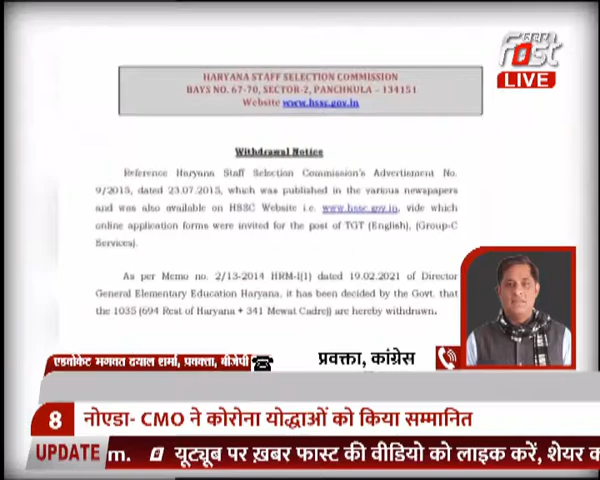 ख़बर
fast
LIVE
HARYANA STAFF SELECTION COMMISSION
BAYS NO. 67-70, SECTOR-2, PANCHKULA – 134151
Website www.hssc.gov.in
Withdrawal Notice
Reference Haryana Staff Selection Commission's Advertiement No.
9/2015, dated 23.07.2015, which was published in the various newspapers
and was also available on HSSC Website i.e. www.hssc.gov.in, vide which
online application forms were invited for the post of TGT (English), (Group-C
Services).
As per Memo no. 2/13-2014 HRM-I(1) dated 19.02.2021 of Director
General Elementary Education Haryana, it has been decided by the Govt. that
the 1035 (694 Rest of Haryana + 341 Mewat Cadre)) are hereby withdrawn.
एडवोकेट भगवत दयाल शर्मा, प्रवक्ता, बीजेपी
प्रवक्ता, कांग्रेस
8 नोएडा- CMO ने कोरोना योद्धाओं को किया सम्मानित
UPDATE m. यूट्यूब पर ख़बर फास्ट की वीडियो को लाइक करें, शेयर क